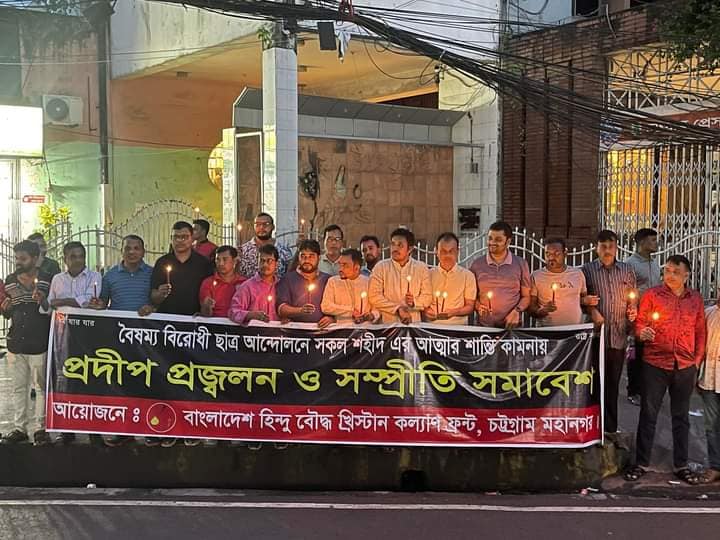 যার যার
বৈষম্য বিরোধী ছাত্র আন্দোলনে সকল শহীদ এর আত্মার শান্তি কামনায়
প্রদীপ প্রজ্বলন ও সম্প্রীতি সমাবেশ
আয়োজনে ঃ বাংলাদেশ হিন্দু বৌদ্ধ খ্রিস্টান কল্যাণ ফ্রন্ট, চট্টগ্রাম মহানগর।